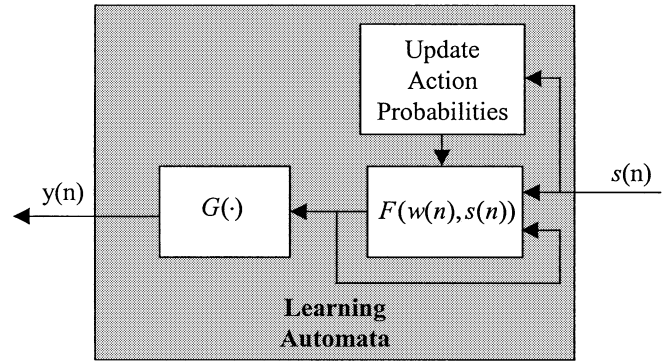 Update
Action
Probabilities
y(n)
G(·)
F(w(n),s(n))
s(n)
Learning
Automata